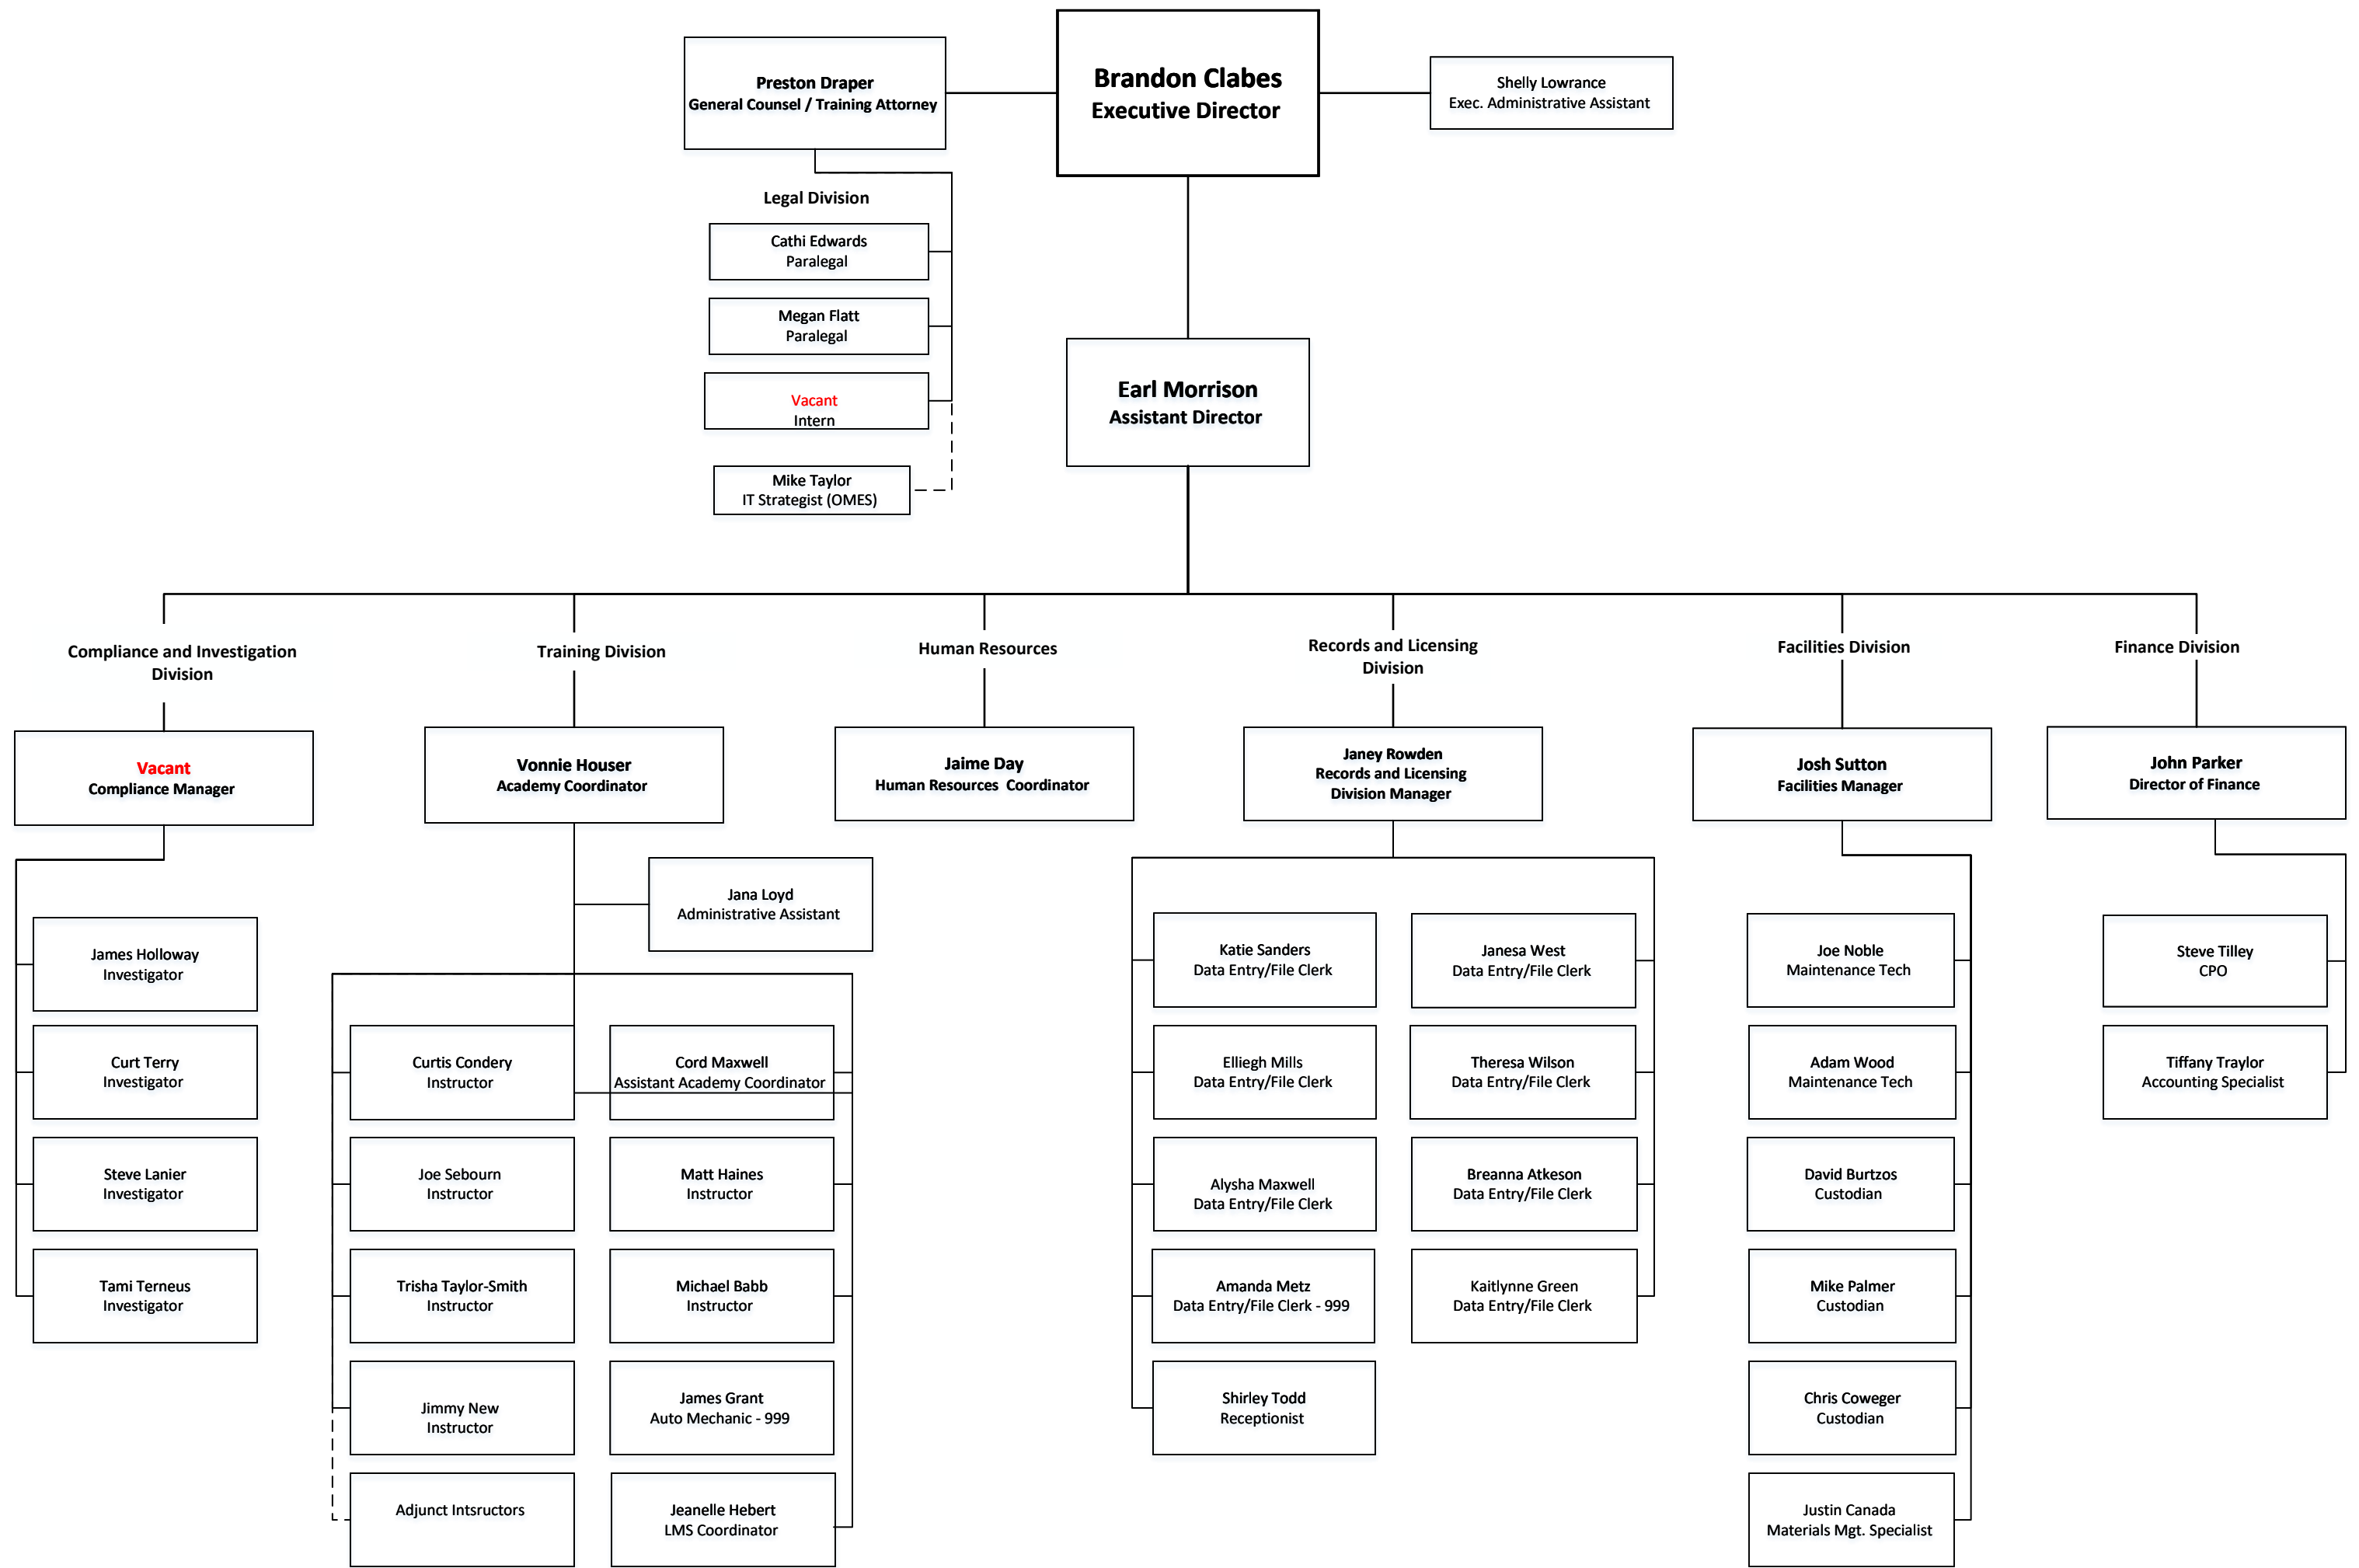 Preston Draper
General Counsel / Training Attorney
Brandon Clabes
Executive Director
Shelly Lowrance
Exec. Administrative Assistant
Legal Division
Cathi Edwards
Paralegal
Megan Flatt
Paralegal
Vacant
Intern
Mike Taylor
IT Strategist (OMES)
Earl Morrison
Assistant Director
Compliance and Investigation
Division
Vacant
Compliance Manager
James Holloway
Investigator
Curt Terry
Investigator
Steve Lanier
Investigator
Tami Terneus
Investigator
Training Division
Vonnie Houser
Academy Coordinator
Jana Loyd
Administrative Assistant
Curtis Condery
Instructor
Joe Sebourn
Instructor
Trisha Taylor-Smith
Instructor
Jimmy New
Instructor
Adjunct Intsructors
Cord Maxwell
Assistant Academy Coordinator
Matt Haines
Instructor
Michael Babb
Instructor
James Grant
Auto Mechanic - 999
Jeanelle Hebert
LMS Coordinator
Human Resources
Jaime Day
Human Resources Coordinator
Records and Licensing
Division
Janey Rowden
Records and Licensing
Division Manager
Katie Sanders
Data Entry/File Clerk
Elliegh Mills
Data Entry/File Clerk
Alysha Maxwell
Data Entry/File Clerk
Amanda Metz
Data Entry/File Clerk - 999
Shirley Todd
Receptionist
Janesa West
Data Entry/File Clerk
Theresa Wilson
Data Entry/File Clerk
Breanna Atkeson
Data Entry/File Clerk
Kaitlynne Green
Data Entry/File Clerk
Facilities Division
Josh Sutton
Facilities Manager
Joe Noble
Maintenance Tech
Adam Wood
Maintenance Tech
David Burtzos
Custodian
Mike Palmer
Custodian
Chris Coweger
Custodian
Justin Canada
Materials Mgt. Specialist
Finance Division
John Parker
Director of Finance
Steve Tilley
CPO
Tiffany Traylor
Accounting Specialist